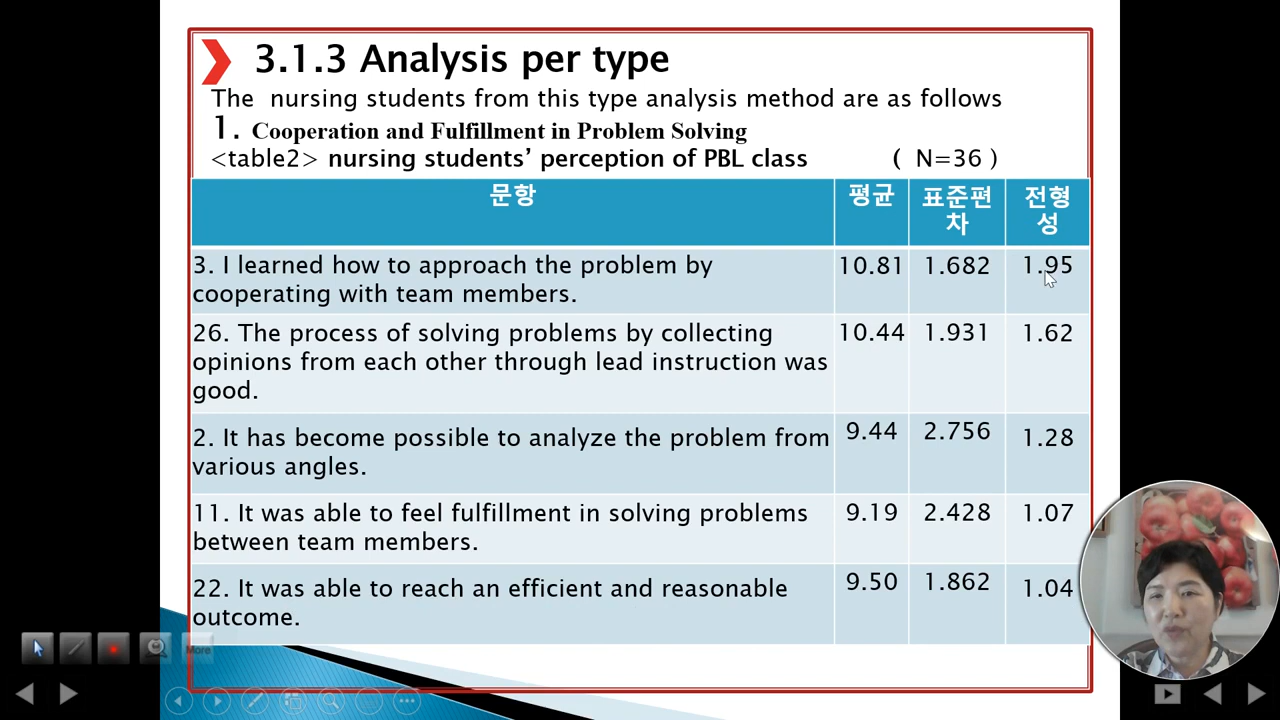 3.1.3 Analysis per type
The nursing students from this type analysis method are as follows
1. Cooperation and Fulfillment in Problem Solving
<table2> nursing students’ perception of PBL class ( N=36 )
문항 평균 표준편차 전형성
3. I learned how to approach the problem by
cooperating with team members.
10.81 1.682 1.95
26. The process of solving problems by collecting
opinions from each other through lead instruction was
good.
10.44 1.931 1.62
2. It has become possible to analyze the problem from
various angles.
9.44 2.756 1.28
11. It was able to feel fulfillment in solving problems
between team members.
9.19 2.428 1.07
22. It was able to reach an efficient and reasonable
outcome.
9.50 1.862 1.04
More